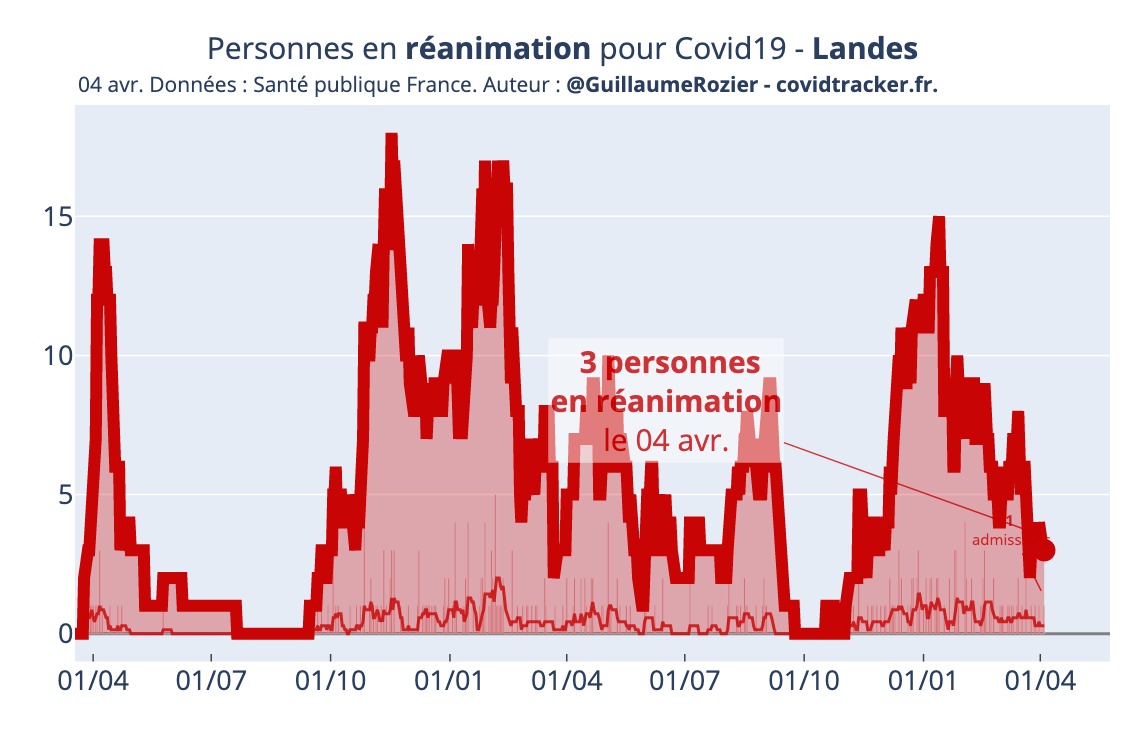 Personnes en réanimation pour Covid19 - Landes
04 avr. Données : Santé publique France. Auteur : @GuillaumeRozier - covidtracker.fr.
15
10
5
0
3 personnes
en réanimation
le 04 avr.
1
01/04 01/07 01/10 01/01 01/04 01/07 01/10 01/01 01/04